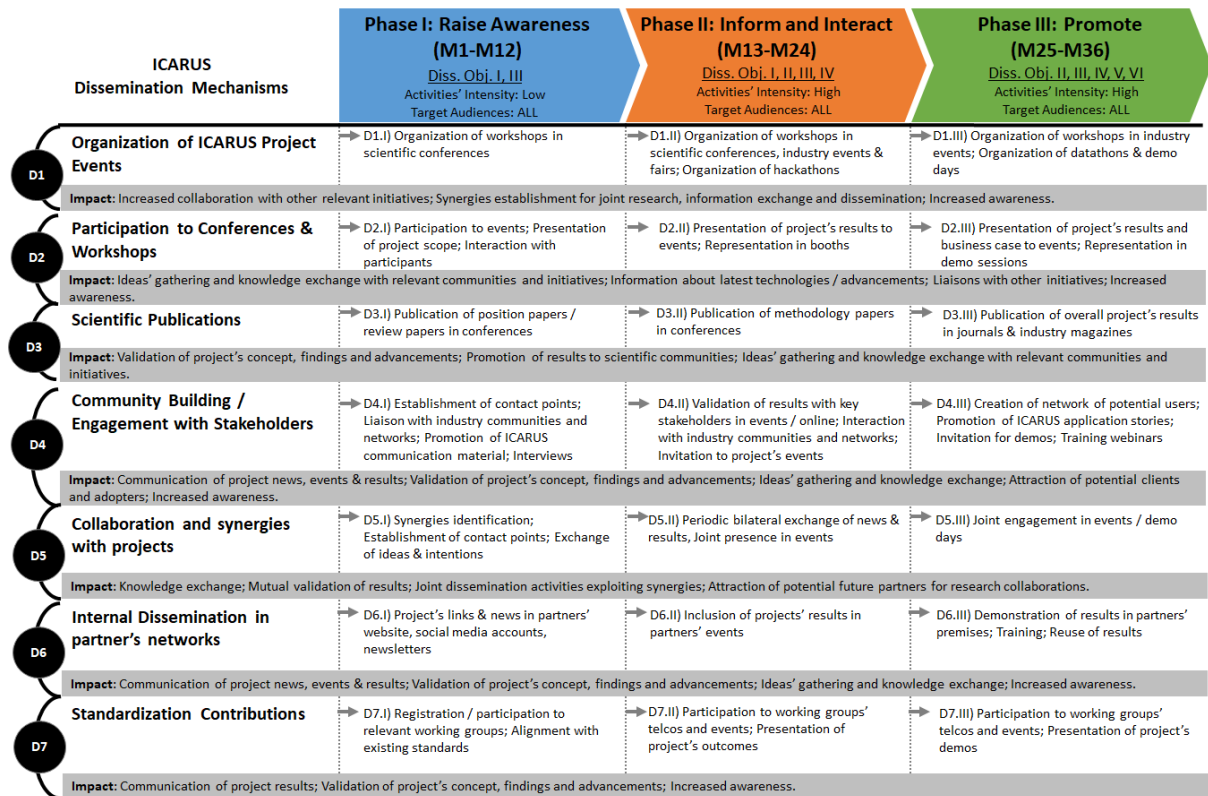 ICARUS
Dissemination Mechanisms
Phase I: Raise Awareness
(M1-M12)
Diss. Obj. I, III
Activities’ Intensity: Low
Target Audiences: ALL
Phase II: Inform and Interact
(M13-M24)
Diss. Obj. I, II, III, IV
Activities’ Intensity: High
Target Audiences: ALL
Phase III: Promote
(M25-M36)
Diss. Obj. II, III, IV, V, VI
Activities’ Intensity: High
Target Audiences: ALL
D1
Organization of ICARUS Project
Events
D1.I) Organization of workshops in
scientific conferences
D1.II) Organization of workshops in
scientific conferences, industry events &
fairs; Organization of hackathons
D1.III) Organization of workshops in industry
events; Organization of datathons & demo
days
Impact: Increased collaboration with other relevant initiatives; Synergies establishment for joint research, information exchange and dissemination; Increased awareness.
D2
Participation to Conferences &
Workshops
D2.I) Participation to events; Presentation
of project scope; Interaction with
participants
D2.II) Presentation of project’s results to
events; Representation in booths
D2.III) Presentation of project’s results and
business case to events; Representation in
demo sessions
Impact: Ideas’ gathering and knowledge exchange with relevant communities and initiatives; Information about latest technologies / advancements; Liaisons with other initiatives; Increased
awareness.
D3
Scientific Publications
D3.I) Publication of position papers /
review papers in conferences
D3.II) Publication of methodology papers
in conferences
D3.III) Publication of overall project’s results
in journals & industry magazines
Impact: Validation of project’s concept, findings and advancements; Promotion of results to scientific communities; Ideas’ gathering and knowledge exchange with relevant communities and
initiatives.
D4
Community Building /
Engagement with Stakeholders
D4.I) Establishment of contact points;
Liaison with industry communities and
networks; Promotion of ICARUS
communication material; Interviews
D4.II) Validation of results with key
stakeholders in events / online; Interaction
with industry communities and networks;
Invitation to project’s events
D4.III) Creation of network of potential users;
Promotion of ICARUS application stories;
Invitation for demos; Training webinars
Impact: Communication of project news, events & results; Validation of project’s concept, findings and advancements; Ideas’ gathering and knowledge exchange; Attraction of potential clients
and adopters; Increased awareness.
D5
Collaboration and synergies
with projects
D5.I) Synergies identification;
Establishment of contact points; Exchange
of ideas & intentions
D5.II) Periodic bilateral exchange of news &
results, Joint presence in events
D5.III) Joint engagement in events / demo
days
Impact: Knowledge exchange; Mutual validation of results; Joint dissemination activities exploiting synergies; Attraction of potential future partners for research collaborations.
D6
Internal Dissemination in
partner’s networks
D6.I) Project’s links & news in partners’
website, social media accounts,
newsletters
D6.II) Inclusion of projects’ results in
partners’ events
D6.III) Demonstration of results in partners’
premises; Training; Reuse of results
Impact: Communication of project news, events & results; Validation of project’s concept, findings and advancements; Ideas’ gathering and knowledge exchange; Increased awareness.
D7
Standardization Contributions
D7.I) Registration / participation to
relevant working groups; Alignment with
existing standards
D7.II) Participation to working groups’
telcos and events; Presentation of
project’s outcomes
D7.III) Participation to working groups’
telcos and events; Presentation of project’s
demos
Impact: Communication of project results; Validation of project’s concept, findings and advancements; Increased awareness.